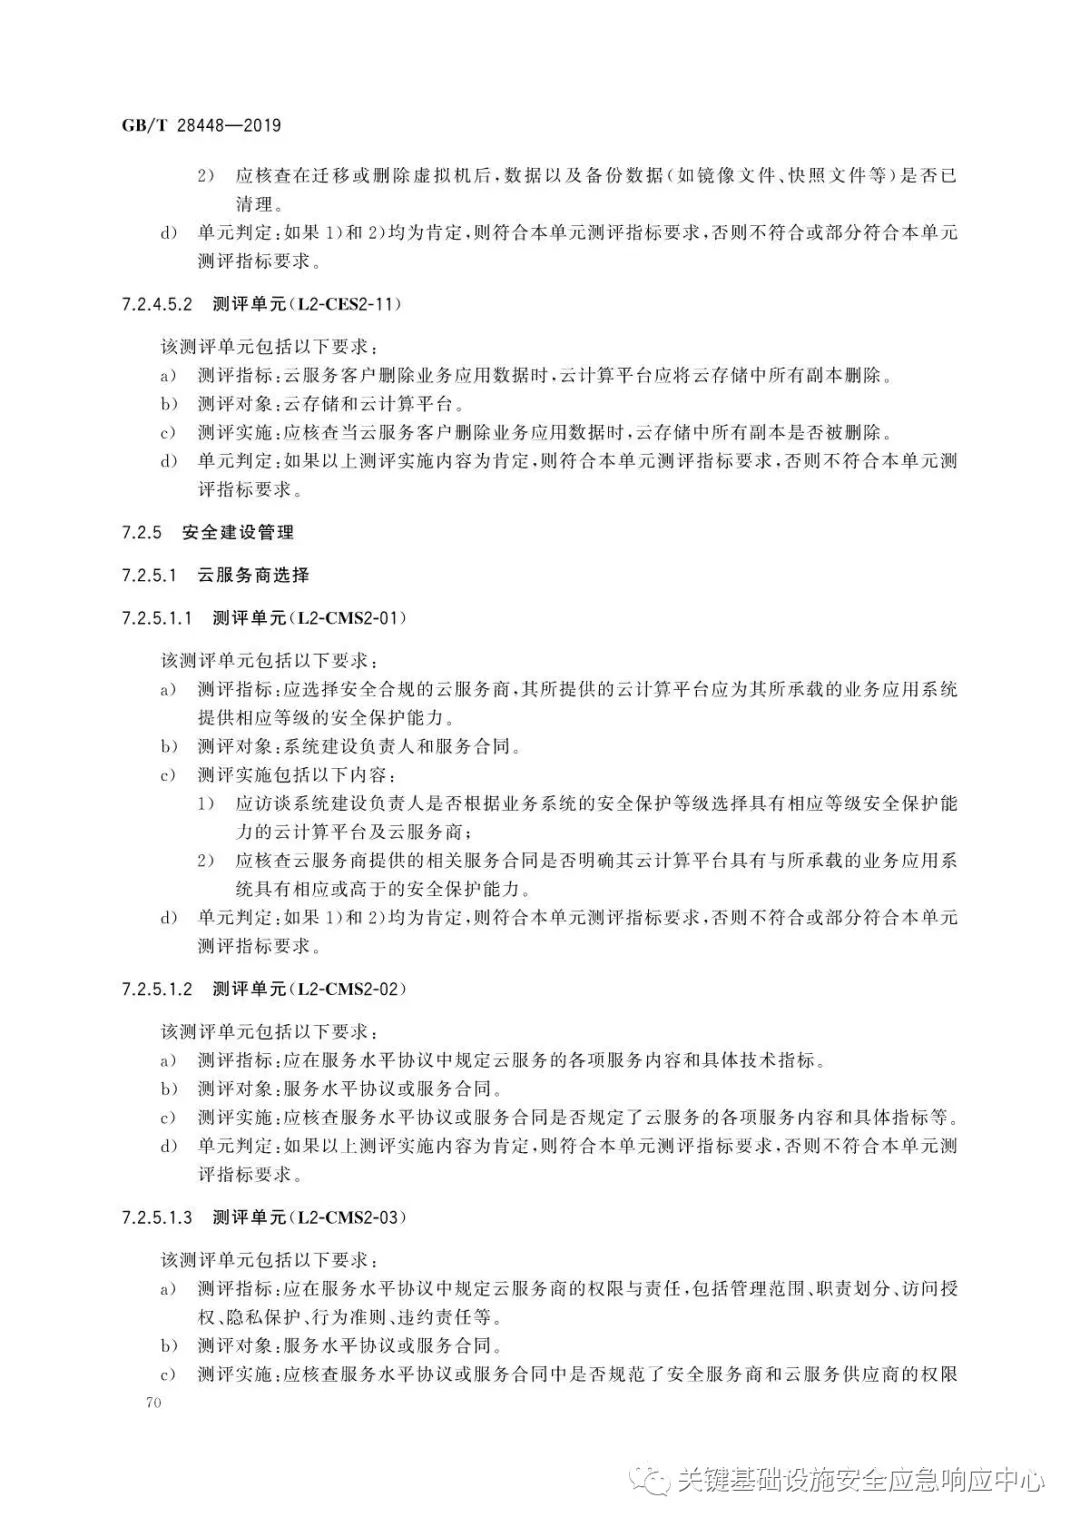 GB/T 28448—2019
2) 应核查在迁移或删除虚拟机后,数据以及备份数据(如镜像文件、快照文件等)是否已
清理。
d) 单元判定:如果1)和2)均为肯定,则符合本单元测评指标要求,否则不符合或部分符合本单元
测评指标要求。
7.2.4.5.2 测评单元(L2-CES2-11)
该测评单元包括以下要求:
a) 测评指标:云服务客户删除业务应用数据时,云计算平台应将云存储中所有副本删除。
b) 测评对象:云存储和云计算平台。
c) 测评实施:应核查当云服务客户删除业务应用数据时,云存储中所有副本是否被删除。
d) 单元判定:如果以上测评实施内容为肯定,则符合本单元测评指标要求,否则不符合本单元测
评指标要求。
7.2.5 安全建设管理
7.2.5.1 云服务商选择
7.2.5.1.1 测评单元(L2-CMS2-01)
该测评单元包括以下要求:
a) 测评指标:应选择安全合规的云服务商,其所提供的云计算平台应为其所承载的业务应用系统
提供相应等级的安全保护能力。
b) 测评对象:系统建设负责人和服务合同。
c) 测评实施包括以下内容:
1) 应访谈系统建设负责人是否根据业务系统的安全保护等级选择具有相应等级安全保护能
力的云计算平台及云服务商;
2) 应核查云服务商提供的相关服务合同是否明确其云计算平台具有与所承载的业务应用系
统具有相应或高于的安全保护能力。
d) 单元判定:如果1)和2)均为肯定,则符合本单元测评指标要求,否则不符合或部分符合本单元
测评指标要求。
7.2.5.1.2 测评单元(L2-CMS2-02)
该测评单元包括以下要求:
a) 测评指标:应在服务水平协议中规定云服务的各项服务内容和具体技术指标。
b) 测评对象:服务水平协议或服务合同。
c) 测评实施:应核查服务水平协议或服务合同是否规定了云服务的各项服务内容和具体指标等。
d) 单元判定:如果以上测评实施内容为肯定,则符合本单元测评指标要求,否则不符合本单元测
评指标要求。
7.2.5.1.3 测评单元(L2-CMS2-03)
该测评单元包括以下要求:
a) 测评指标:应在服务水平协议中规定云服务商的权限与责任,包括管理范围、职责划分、访问授
权、隐私保护、行为准则、违约责任等。
b) 测评对象:服务水平协议或服务合同。
c) 测评实施:应核查服务水平协议或服务合同中是否规范了安全服务商和云服务供应商的权限
70
关键基础设施安全应急响应中心